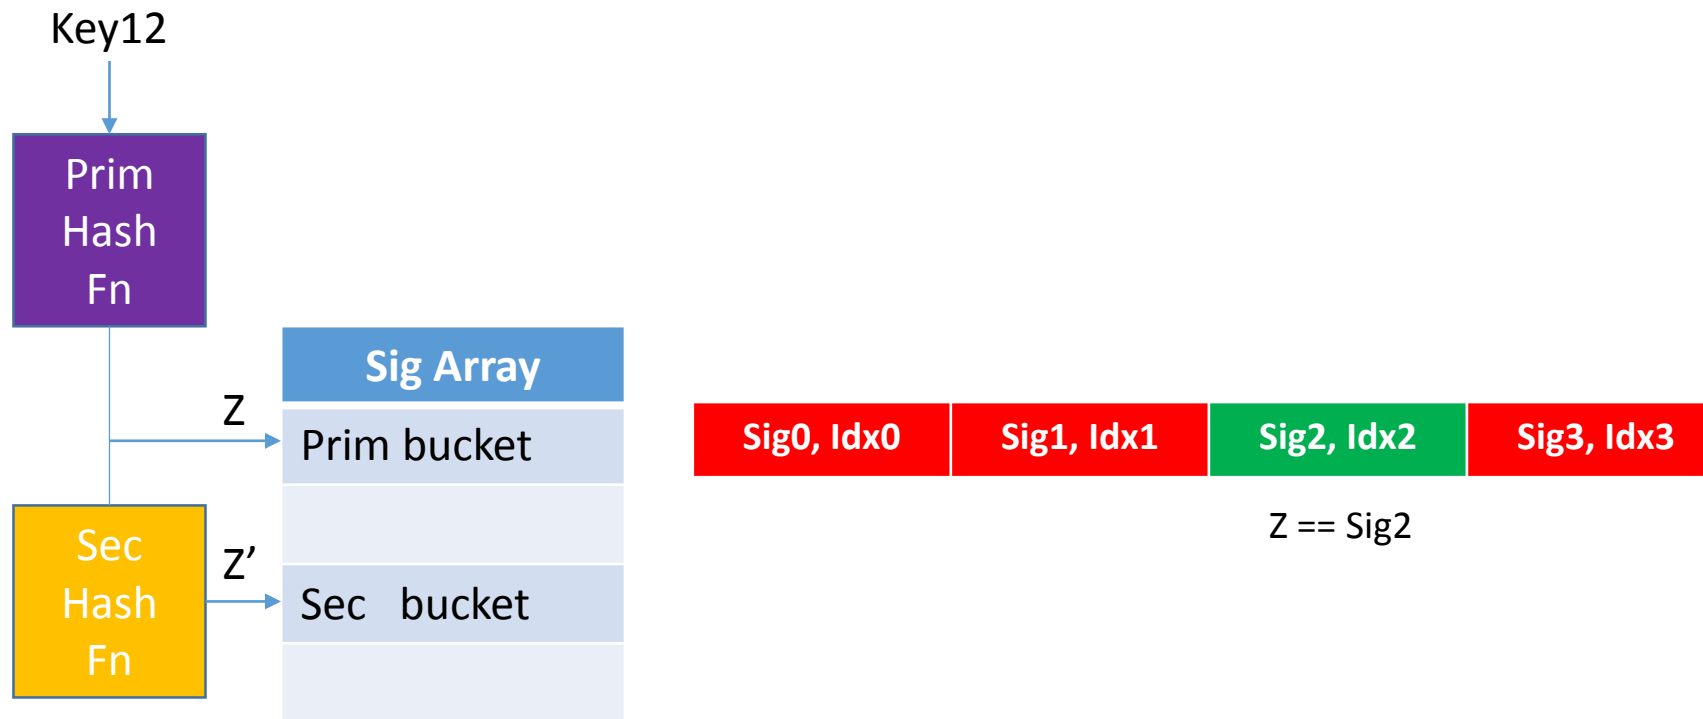 Key12
Prim
Hash
Fn
Z
Sig Array
Prim bucket
Sig0, Idx0
Sig1, Idx1
Sig2, Idx2
Sig3, Idx3
Z == Sig2
Sec
Hash
Fn
Z’
Sec bucket